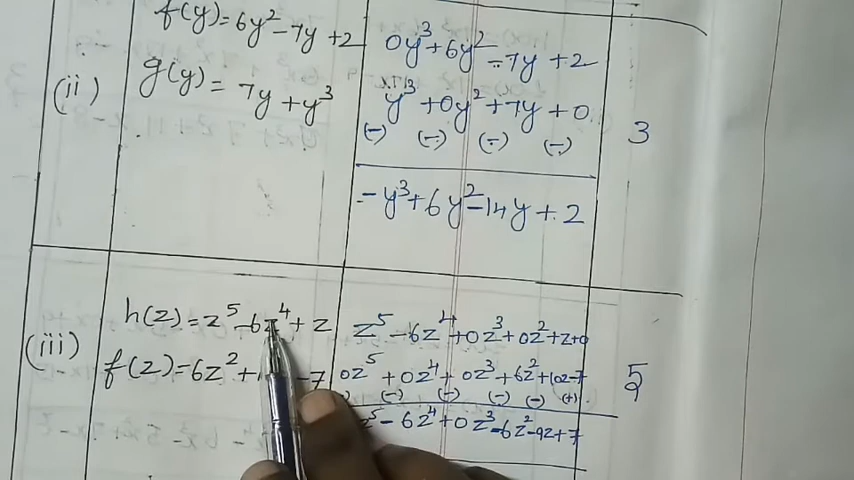 f(y)=6y²-7y+2
g(y)= 7y+y³
(ii)
0y³+6y²-7y+2
y³+0y²+7y+0
(-) (-) (-) (-)
-y³+6y²-14y+2
3
(iii)
h(z)=z⁵-6z⁴+z
f(z)=6z²+ -7
z⁵-6z⁴+0z³+0z²+z+0
0z⁵+0z⁴+0z³+6z²+10z-7
(-) (-) (-) (-) (+)
z⁵-6z⁴+0z³-6z²-9z+7
5